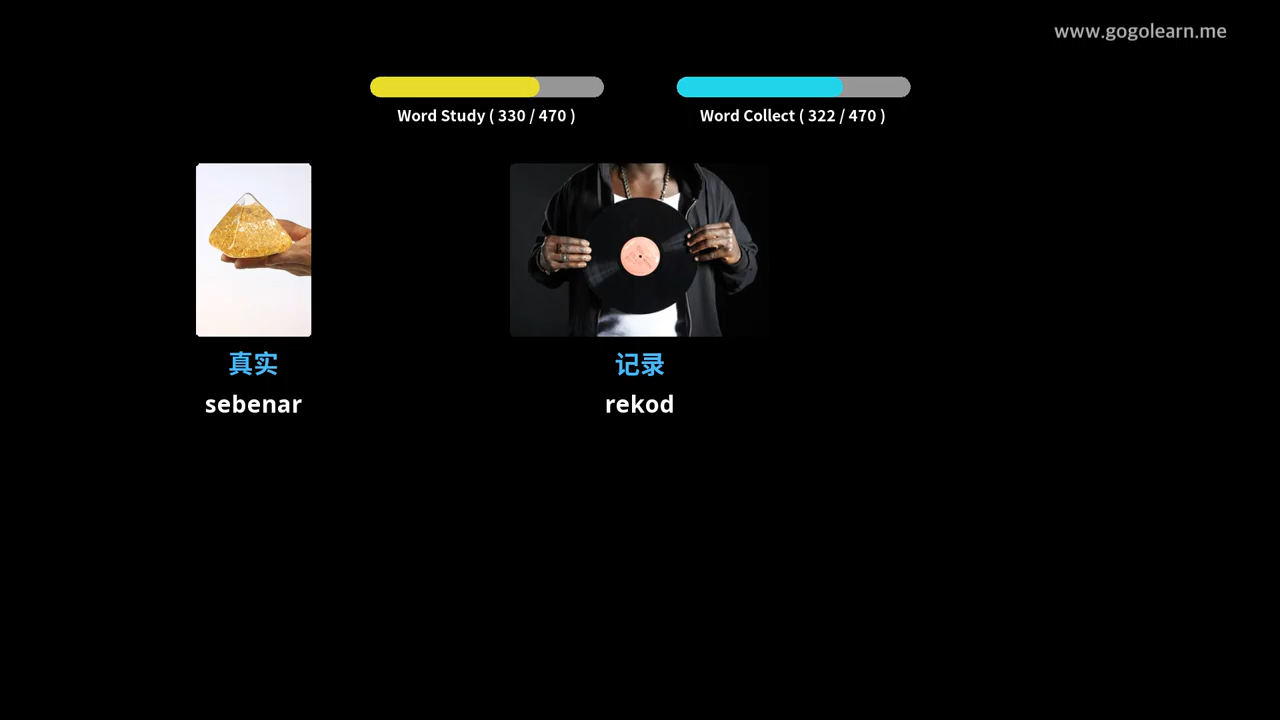 www.gogolearn.me
Word Study ( 330 / 470 )
Word Collect ( 322 / 470 )
真实
sebenar
记录
rekod